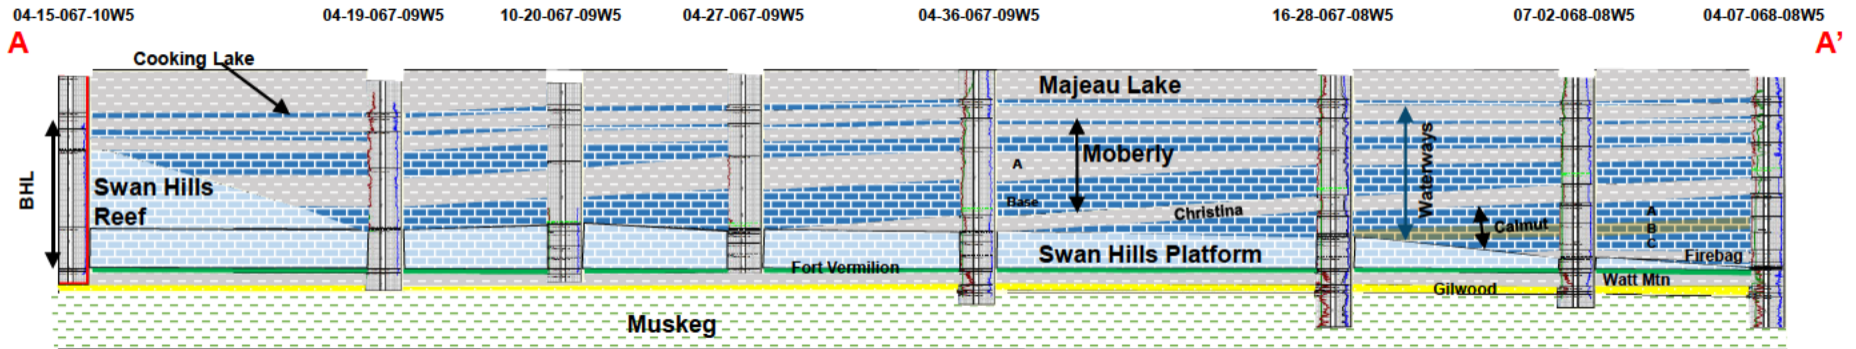 04-15-067-10W5 04-19-067-09W5 10-20-067-09W5 04-27-067-09W5 04-36-067-09W5 16-28-067-08W5 07-02-068-08W5 04-07-068-08W5
A A'
Cooking Lake
Majeau Lake
Moberly
Waterways
A
BHL
Swan Hills
Reef
Base
Christina
Calmut
A
B
C
Swan Hills Platform
Firebag
Fort Vermilion
Watt Mtn
Gilwood
Muskeg